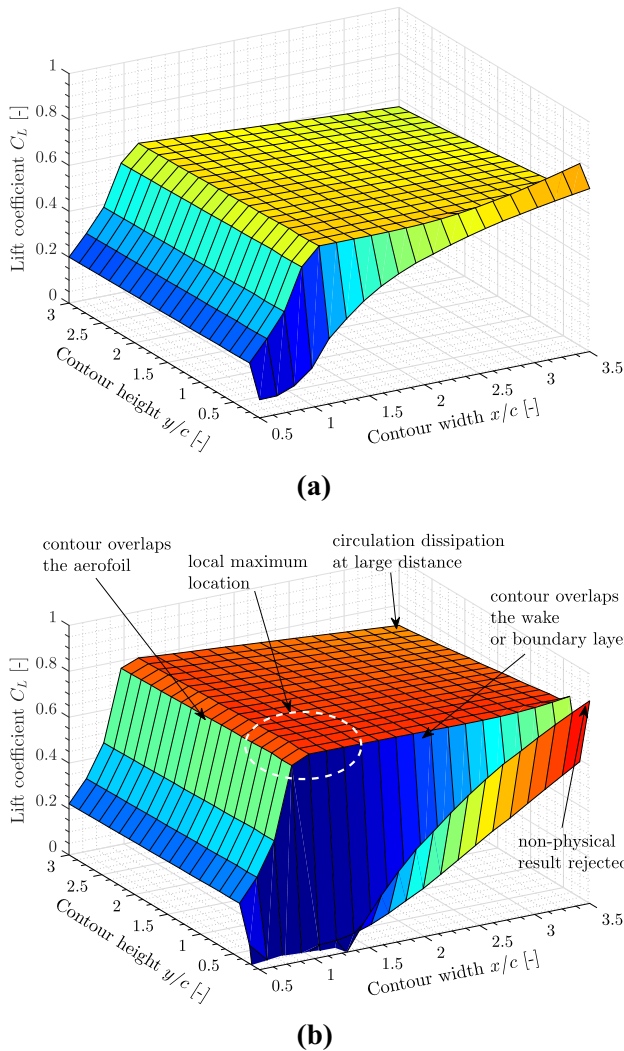 1
0.8
0.6
0.4
0.2
0
Lift coefficient C_L [-]
3
2.5
2
1.5
1
0.5
Contour height y/c [-]
0.5
1
1.5
2
2.5
3
3.5
Contour width x/c [-]
(a)
contour overlaps
the aerofoil
local maximum
location
circulation dissipation
at large distance
contour overlaps
the wake
or boundary laye
1
0.8
0.6
0.4
0.2
0
Lift coefficient C_L [-]
non-physical
result rejected
3
2.5
2
1.5
1
0.5
Contour height y/c [-]
0.5
1
1.5
2
2.5
3
3.5
Contour width x/c [-]
(b)